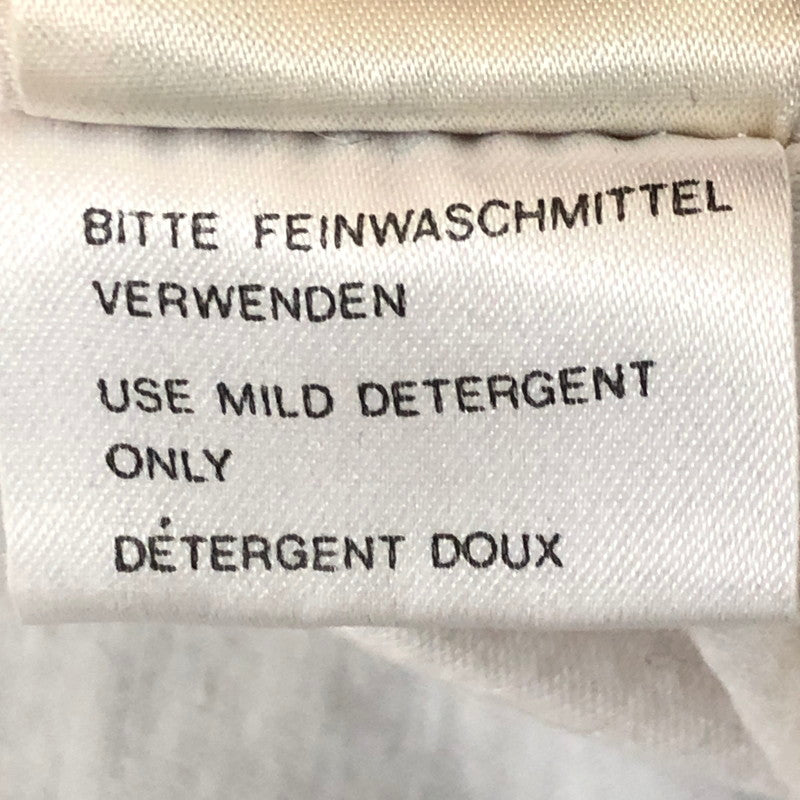 BITTE FEINWASCHMITTEL
VERWENDEN
USE MILD DETERGENT
ONLY
DÉTERGENT DOUX